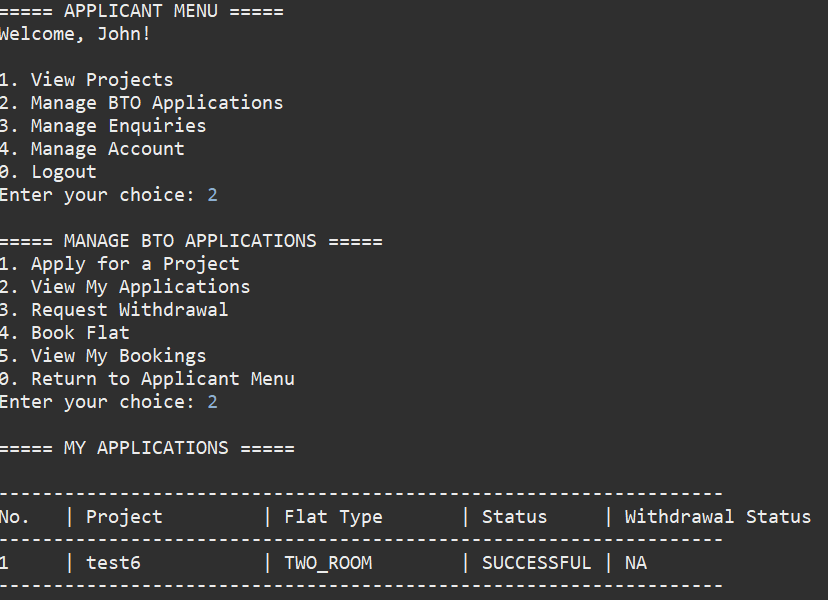 ===== APPLICANT MENU =====
Welcome, John!
1. View Projects
2. Manage BTO Applications
3. Manage Enquiries
4. Manage Account
0. Logout
Enter your choice: 2
===== MANAGE BTO APPLICATIONS =====
1. Apply for a Project
2. View My Applications
3. Request Withdrawal
4. Book Flat
5. View My Bookings
0. Return to Applicant Menu
Enter your choice: 2
===== MY APPLICATIONS =====
------------------------------------------------------------------
No.   | Project         | Flat Type       | Status     | Withdrawal Status
------------------------------------------------------------------
1     | test6           | TWO_ROOM        | SUCCESSFUL | NA
------------------------------------------------------------------